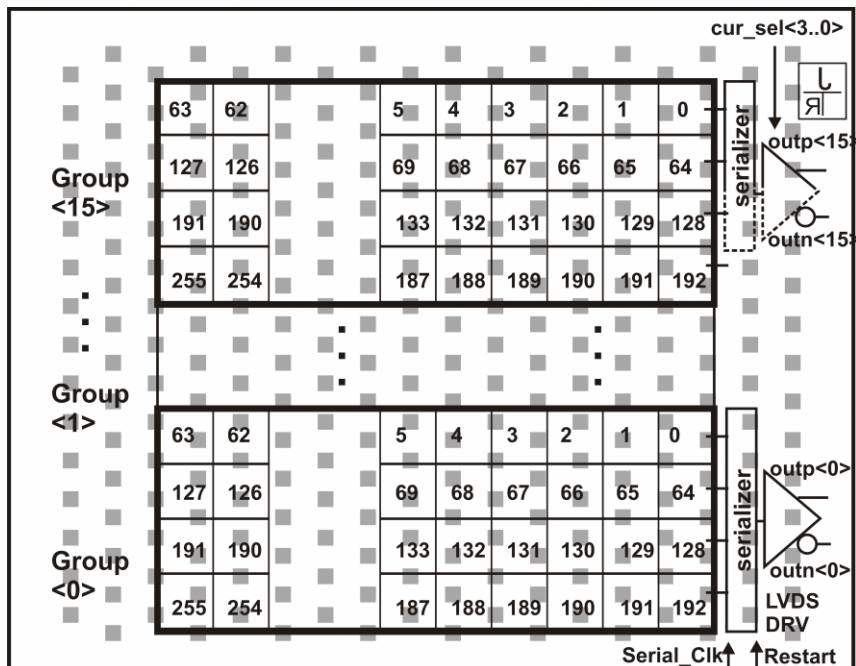 cur_sel<3..0>
63 62 5 4 3 2 1 0
serializer
outp<15>
127 126 69 68 67 66 65 64
Group
<15>
191 190 133 132 131 130 129 128
outn<15>
255 254 187 188 189 190 191 192
Group
<1>
63 62 5 4 3 2 1 0
serializer
outp<0>
127 126 69 68 67 66 65 64
191 190 133 132 131 130 129 128
Group
<0>
outn<0>
255 254 187 188 189 190 191 192
LVDS
DRV
Serial_Clk Restart